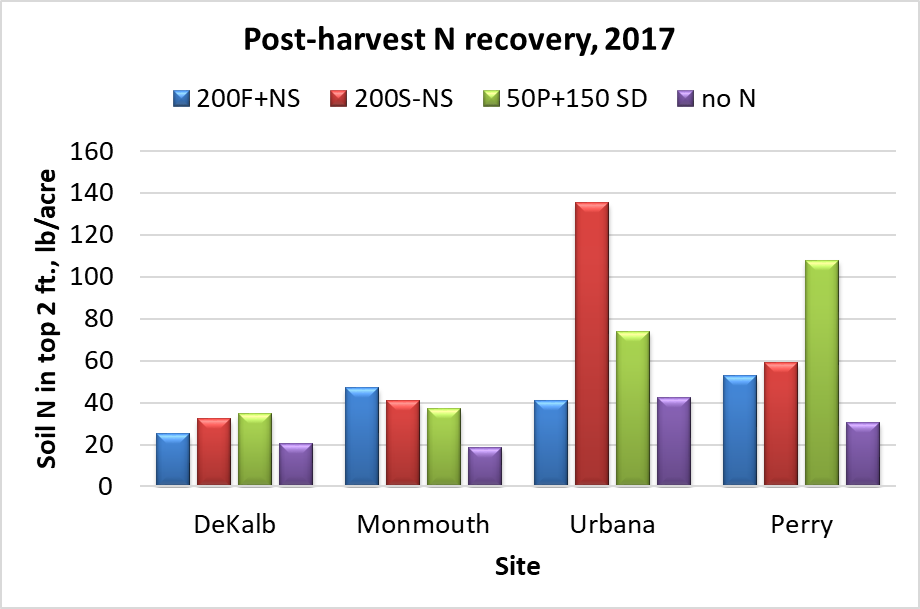 Post-harvest N recovery, 2017
200F+NS 200S-NS 50P+150 SD no N
Soil N in top 2 ft., lb/acre
160
140
120
100
80
60
40
20
0
DeKalb Monmouth Urbana Perry
Site